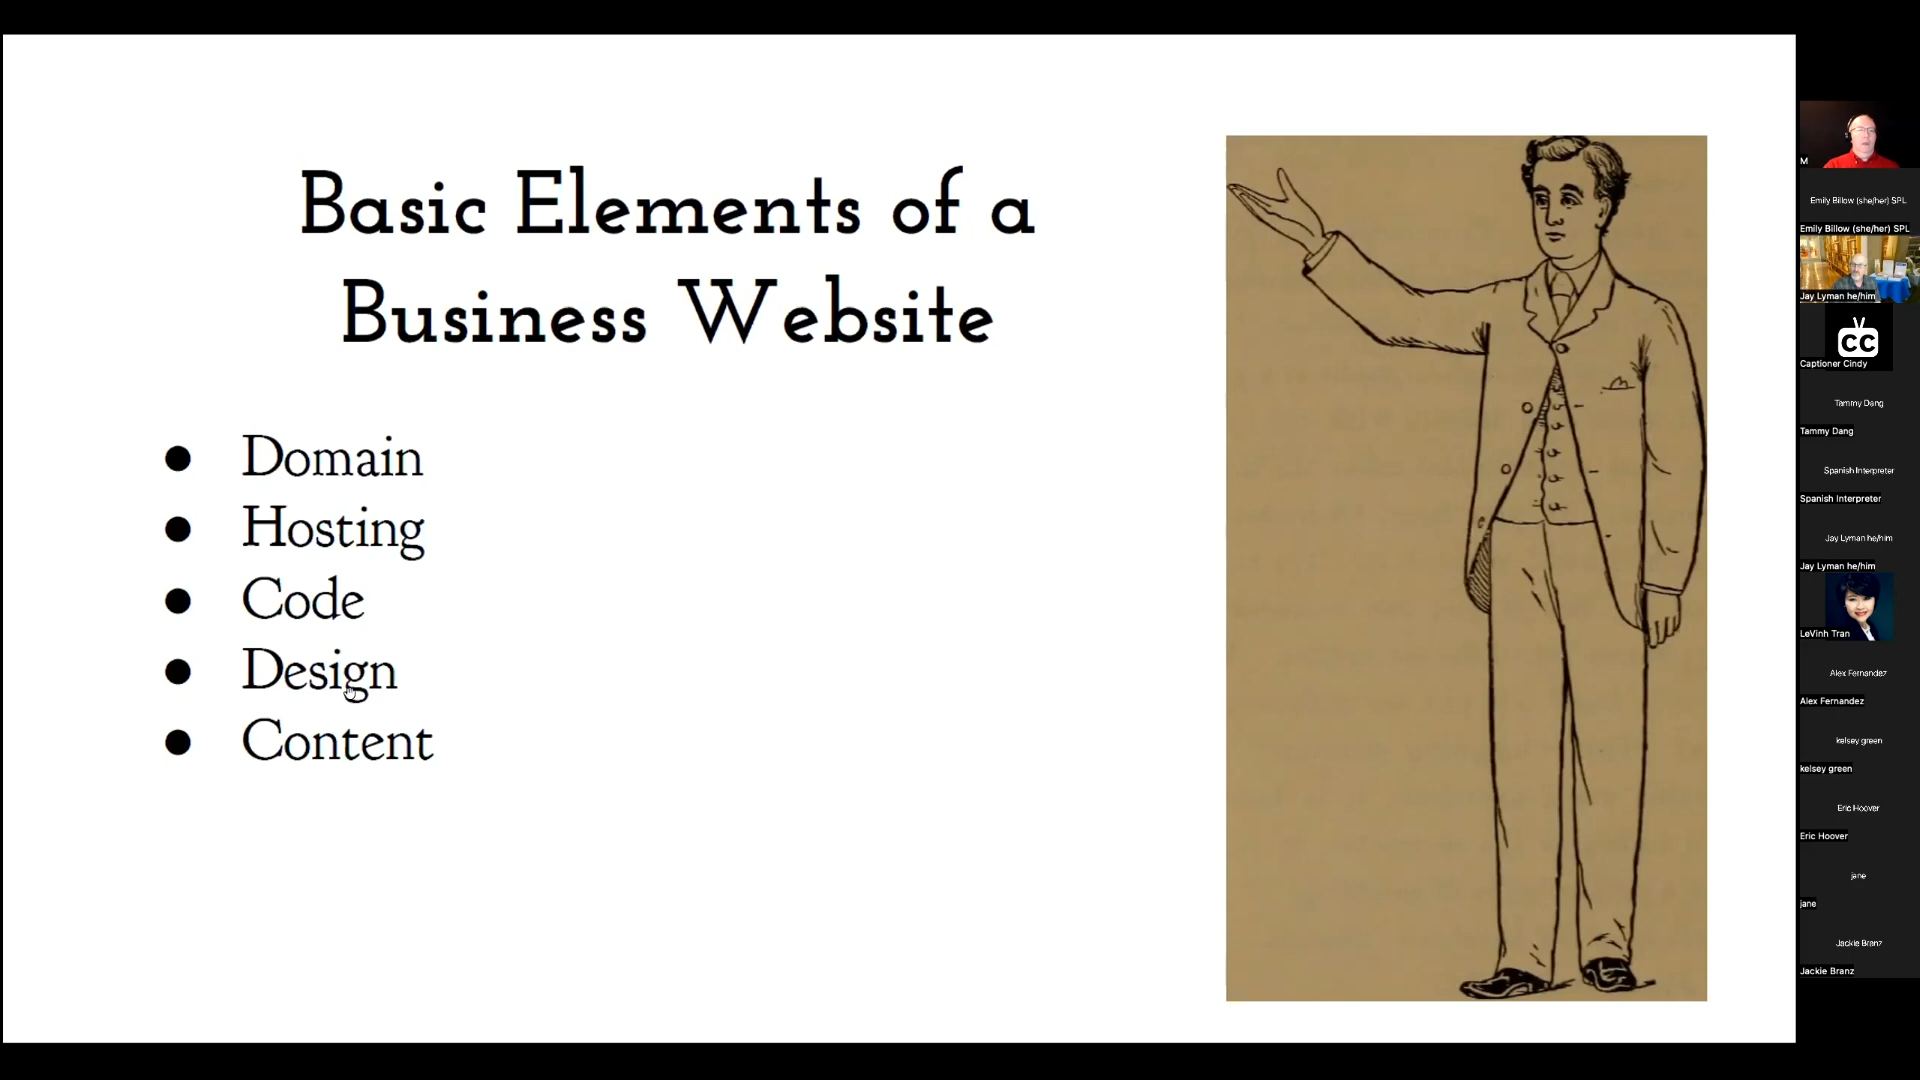 Basic Elements of a
Business Website
● Domain
● Hosting
● Code
● Design
● Content
M
Emily Billow (she/her) SPL
Emily Billow (she/her) SPL
Jay Lyman he/him
CC
Captioner Cindy
Tammy Dang
Tammy Dang
Spanish Interpreter
Spanish Interpreter
Jay Lyman he/him
Jay Lyman he/him
LeVinh Tran
Alex Fernandez
Alex Fernandez
kelsey green
kelsey green
Eric Hoover
Eric Hoover
jane
jane
Jackie Branz
Jackie Branz